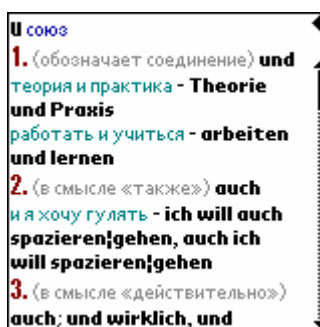 и союз
1. (обозначает соединение) und
теория и практика - Theorie
und Praxis
работать и учиться - arbeiten
und lernen
2. (в смысле «также») auch
и я хочу гулять - ich will auch
spazieren¦gehen, auch ich
will spazieren¦gehen
3. (в смысле «действительно»)
auch; und wirklich, und